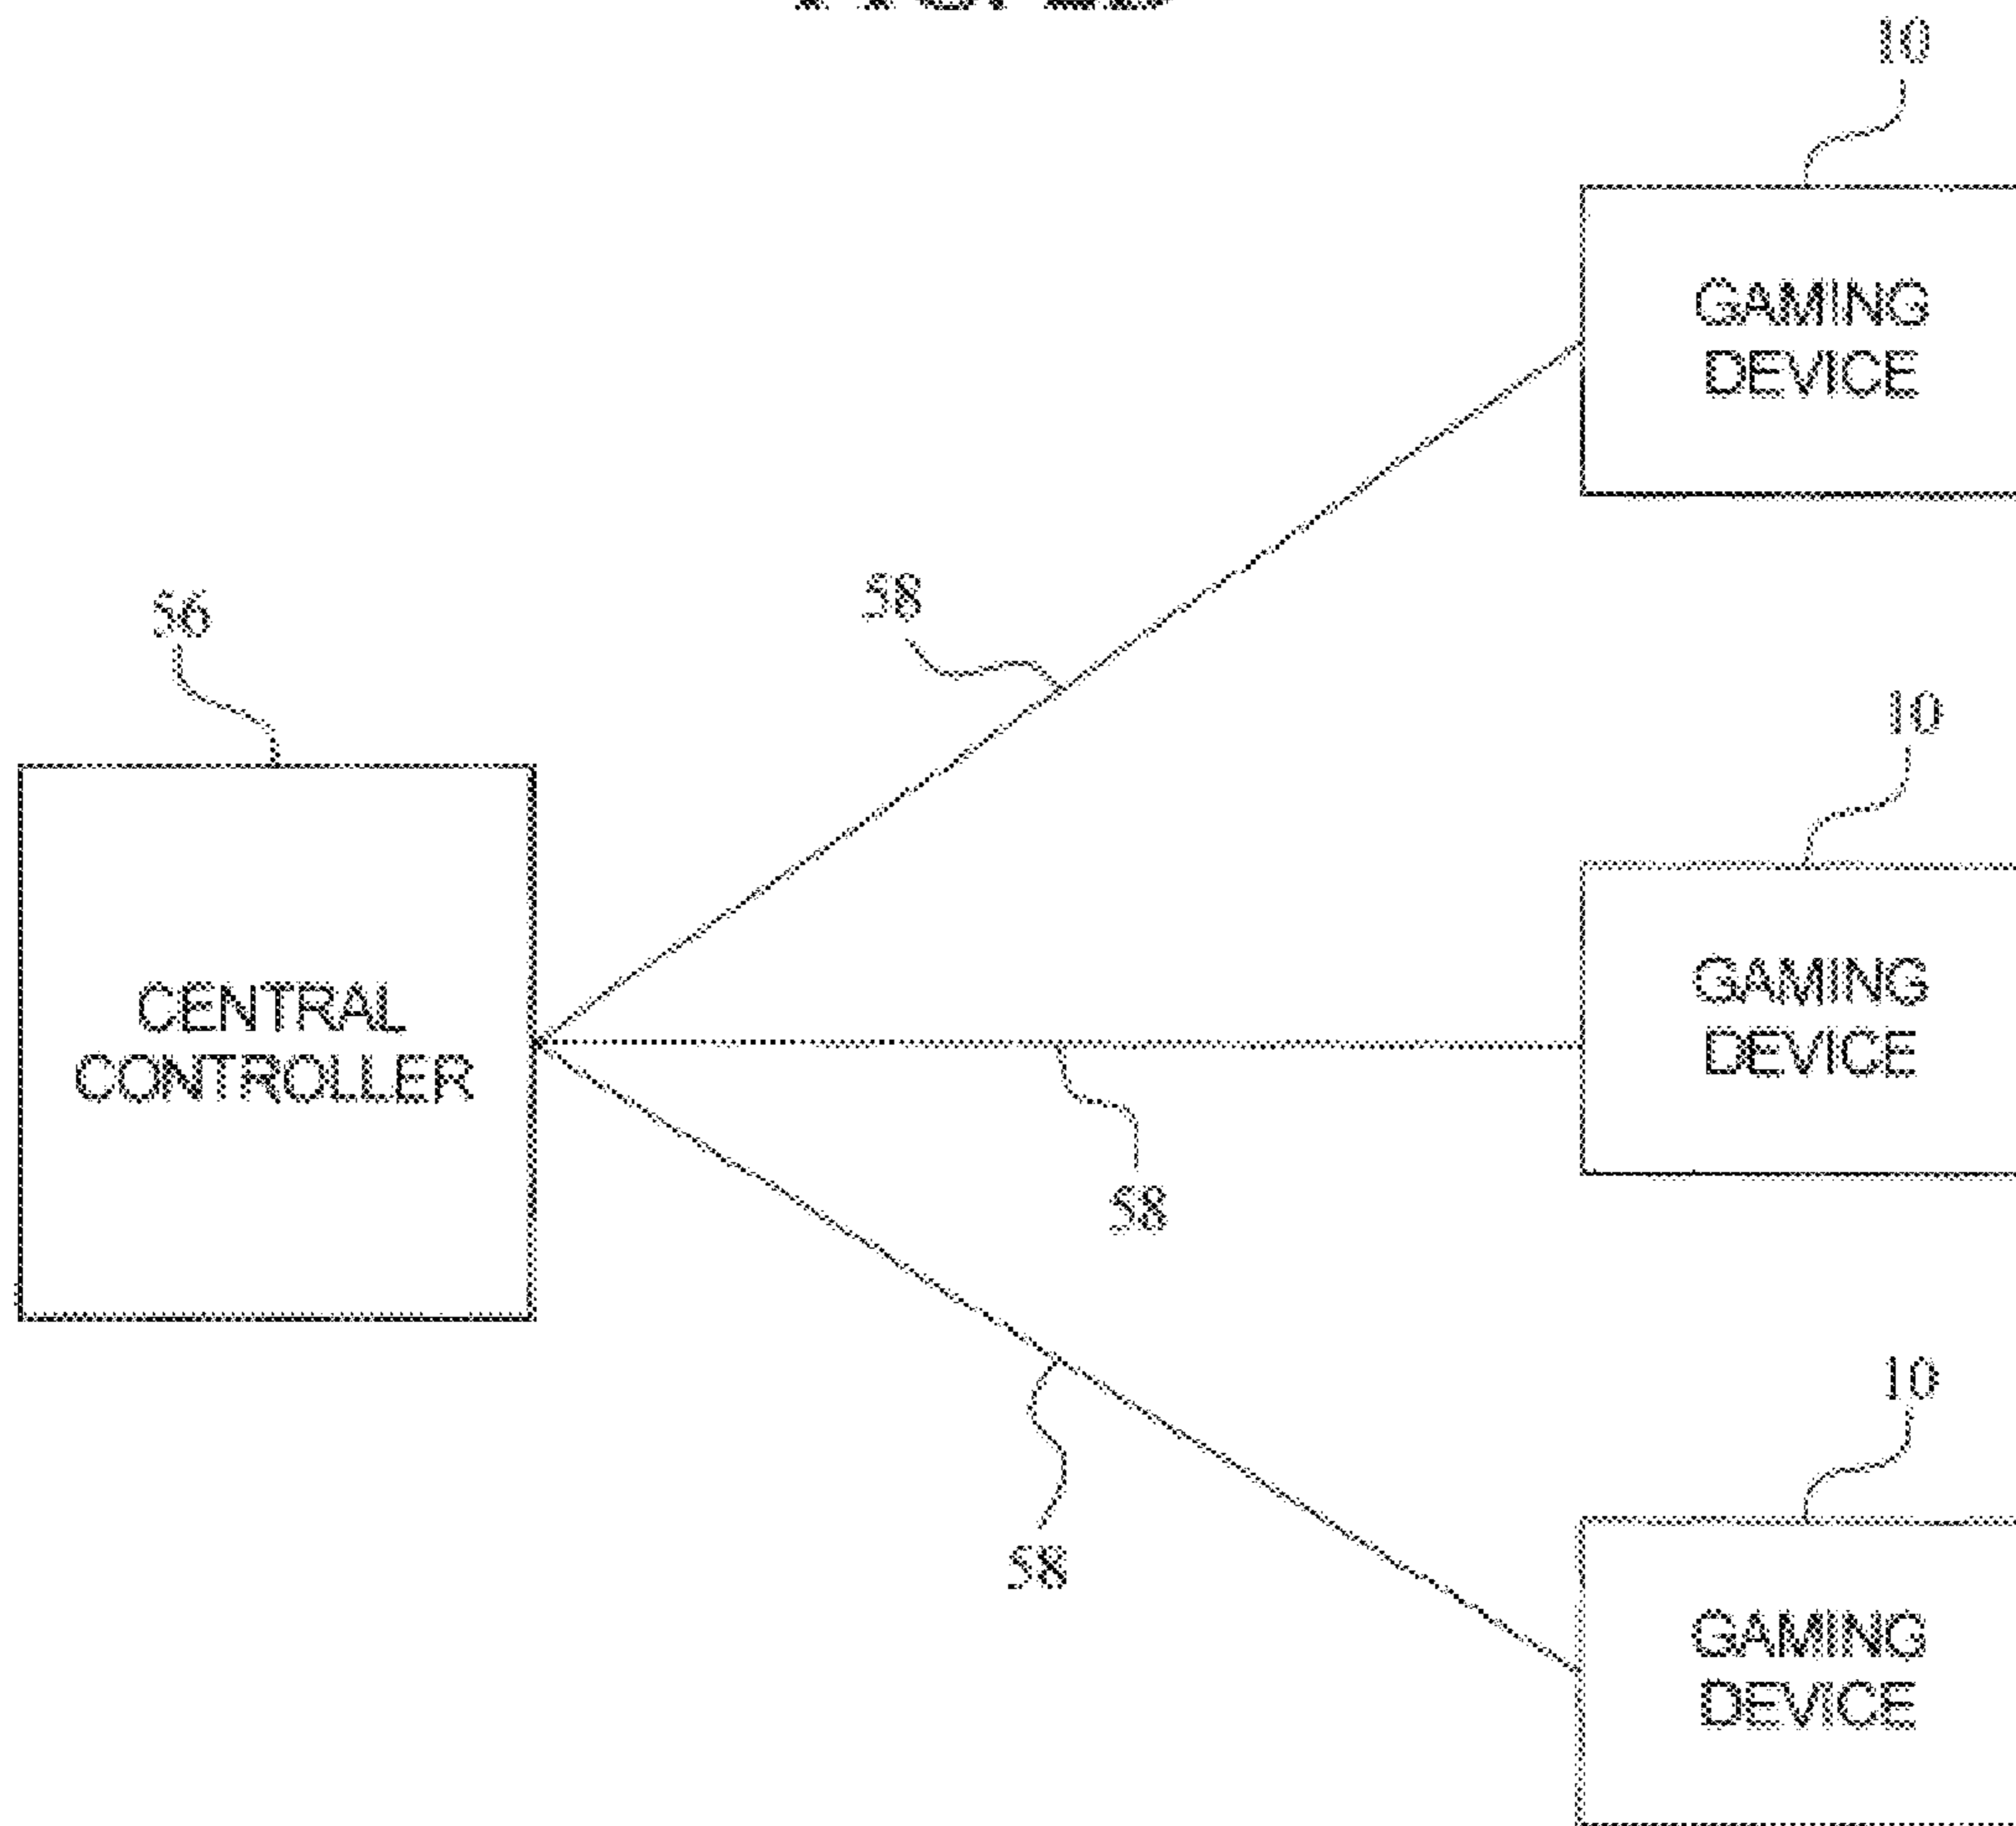 10
GAMING
DEVICE
58
56
10
CENTRAL
CONTROLLER
GAMING
DEVICE
58
10
58
GAMING
DEVICE